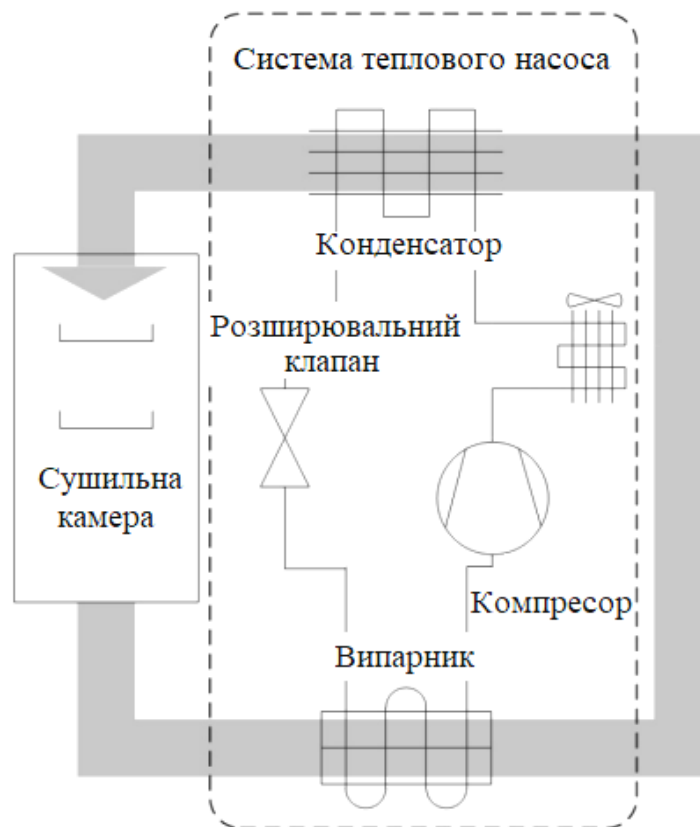 Система теплового насоса
Конденсатор
Розширювальний
клапан
Сушильна
камера
Компресор
Випарник